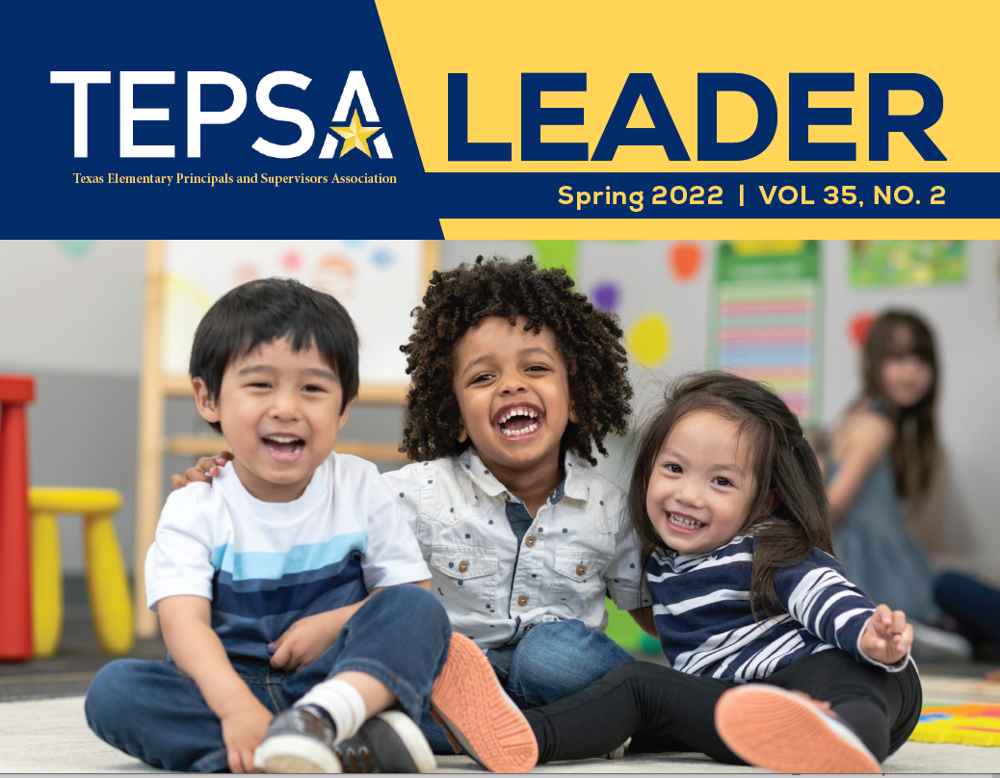 TEPSA
Texas Elementary Principals and Supervisors Association
LEADER
Spring 2022 | VOL 35, NO. 2